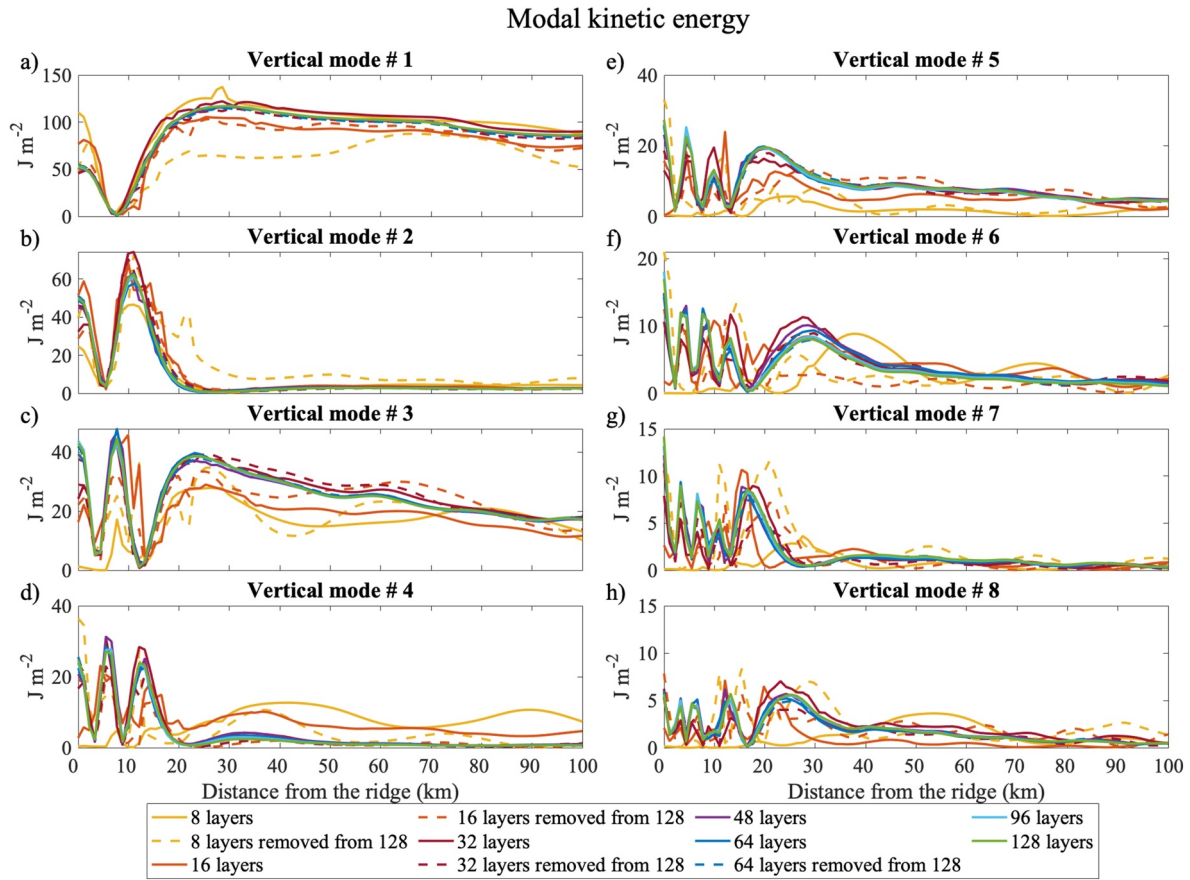 Modal kinetic energy
a) Vertical mode # 1
150
100
50
0
J m-2
b) Vertical mode # 2
60
40
20
0
J m-2
c) Vertical mode # 3
40
20
0
J m-2
d) Vertical mode # 4
40
20
0
J m-2
0 10 20 30 40 50 60 70 80 90 100
Distance from the ridge (km)
e) Vertical mode # 5
40
20
10
0
J m-2
f) Vertical mode # 6
20
10
0
J m-2
g) Vertical mode # 7
15
10
5
0
J m-2
h) Vertical mode # 8
15
10
5
0
J m-2
0 10 20 30 40 50 60 70 80 90 100
Distance from the ridge (km)
8 layers
8 layers removed from 128
16 layers
16 layers removed from 128
32 layers
32 layers removed from 128
48 layers
64 layers
64 layers removed from 128
96 layers
128 layers